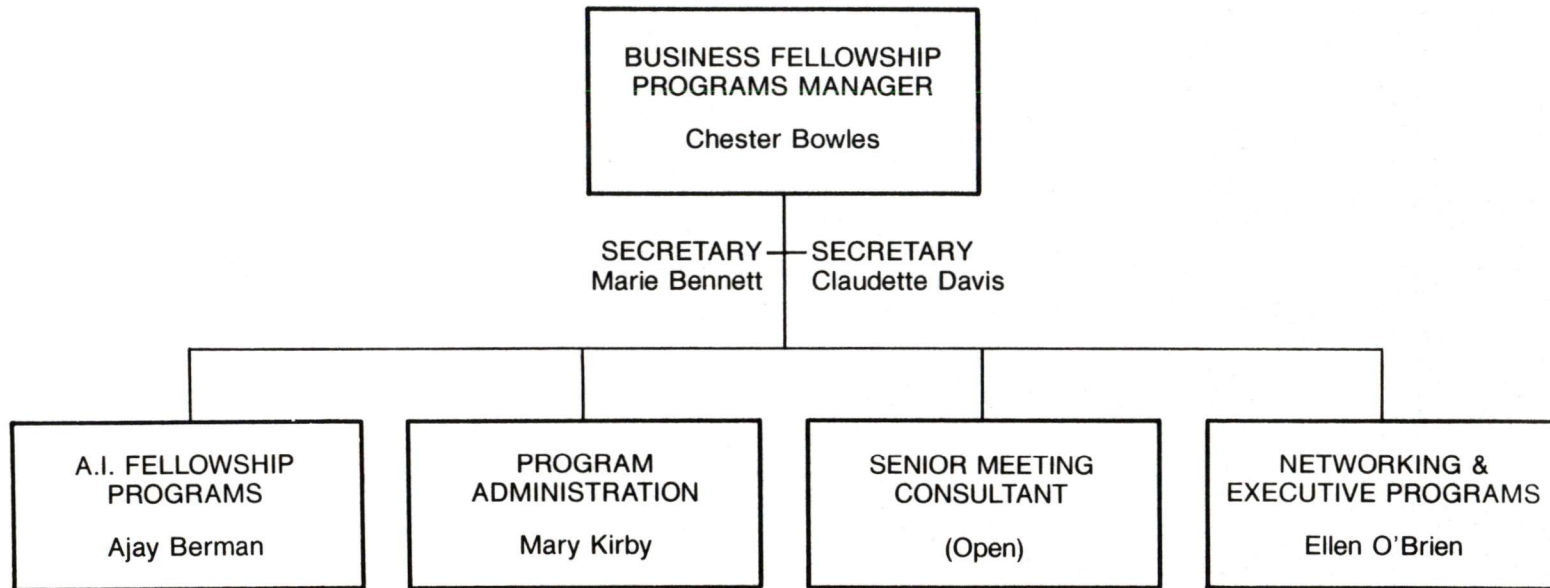 BUSINESS FELLOWSHIP
PROGRAMS MANAGER
Chester Bowles
SECRETARY
Marie Bennett
SECRETARY
Claudette Davis
A.I. FELLOWSHIP
PROGRAMS
Ajay Berman
PROGRAM
ADMINISTRATION
Mary Kirby
SENIOR MEETING
CONSULTANT
(Open)
NETWORKING &
EXECUTIVE PROGRAMS
Ellen O'Brien